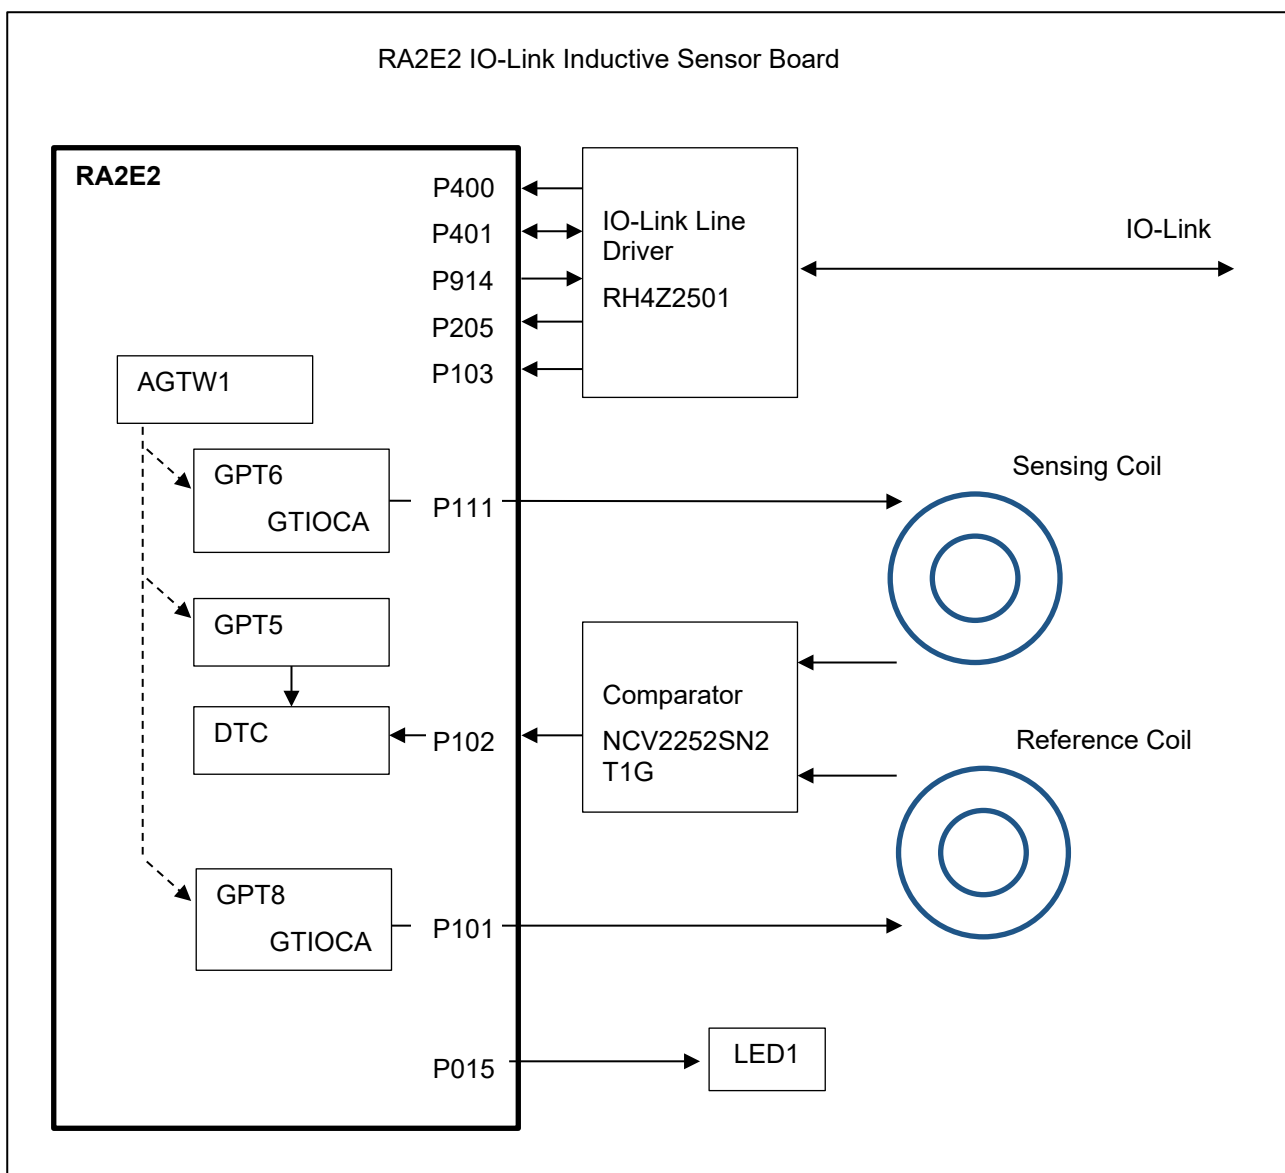 RA2E2 IO-Link Inductive Sensor Board
RA2E2
P400
P401
P914
P205
P103
IO-Link Line
Driver
RH4Z2501
IO-Link
AGTW1
GPT6
GTIOCA
P111
Sensing Coil
GPT5
DTC
P102
Comparator
NCV2252SN2
T1G
Reference Coil
GPT8
GTIOCA
P101
P015
LED1